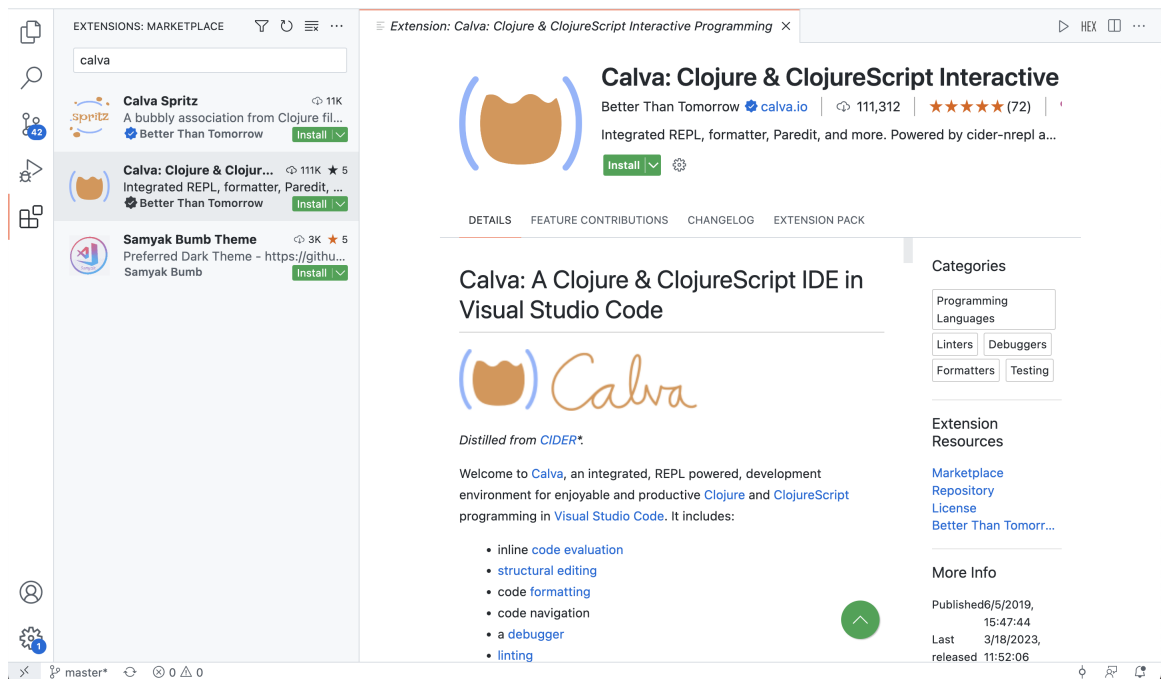 EXTENSIONS: MARKETPLACE
calva
Calva Spritz
11K
A bubbly association from Clojure fil...
Better Than Tomorrow
Install
spritz
Calva: Clojure & Clojur...
111K
5
Integrated REPL, formatter, Paredit, ...
Better Than Tomorrow
Install
Samyak Bumb Theme
3K
5
Preferred Dark Theme - https://githu...
Samyak Bumb
Install
42
1
Extension: Calva: Clojure & ClojureScript Interactive Programming
HEX
Calva: Clojure & ClojureScript Interactive
Better Than Tomorrow
calva.io
111,312
(72)
Integrated REPL, formatter, Paredit, and more. Powered by cider-nrepl a...
Install
DETAILS
FEATURE CONTRIBUTIONS
CHANGELOG
EXTENSION PACK
Calva: A Clojure & ClojureScript IDE in
Visual Studio Code
Calva
Distilled from CIDER*.
Welcome to Calva, an integrated, REPL powered, development
environment for enjoyable and productive Clojure and ClojureScript
programming in Visual Studio Code. It includes:
• inline code evaluation
• structural editing
• code formatting
• code navigation
• a debugger
• linting
Categories
Programming
Languages
Linters
Debuggers
Formatters
Testing
Extension
Resources
Marketplace
Repository
License
Better Than Tomorr...
More Info
Published 6/5/2019,
15:47:44
Last 3/18/2023,
released 11:52:06
master*
0
0